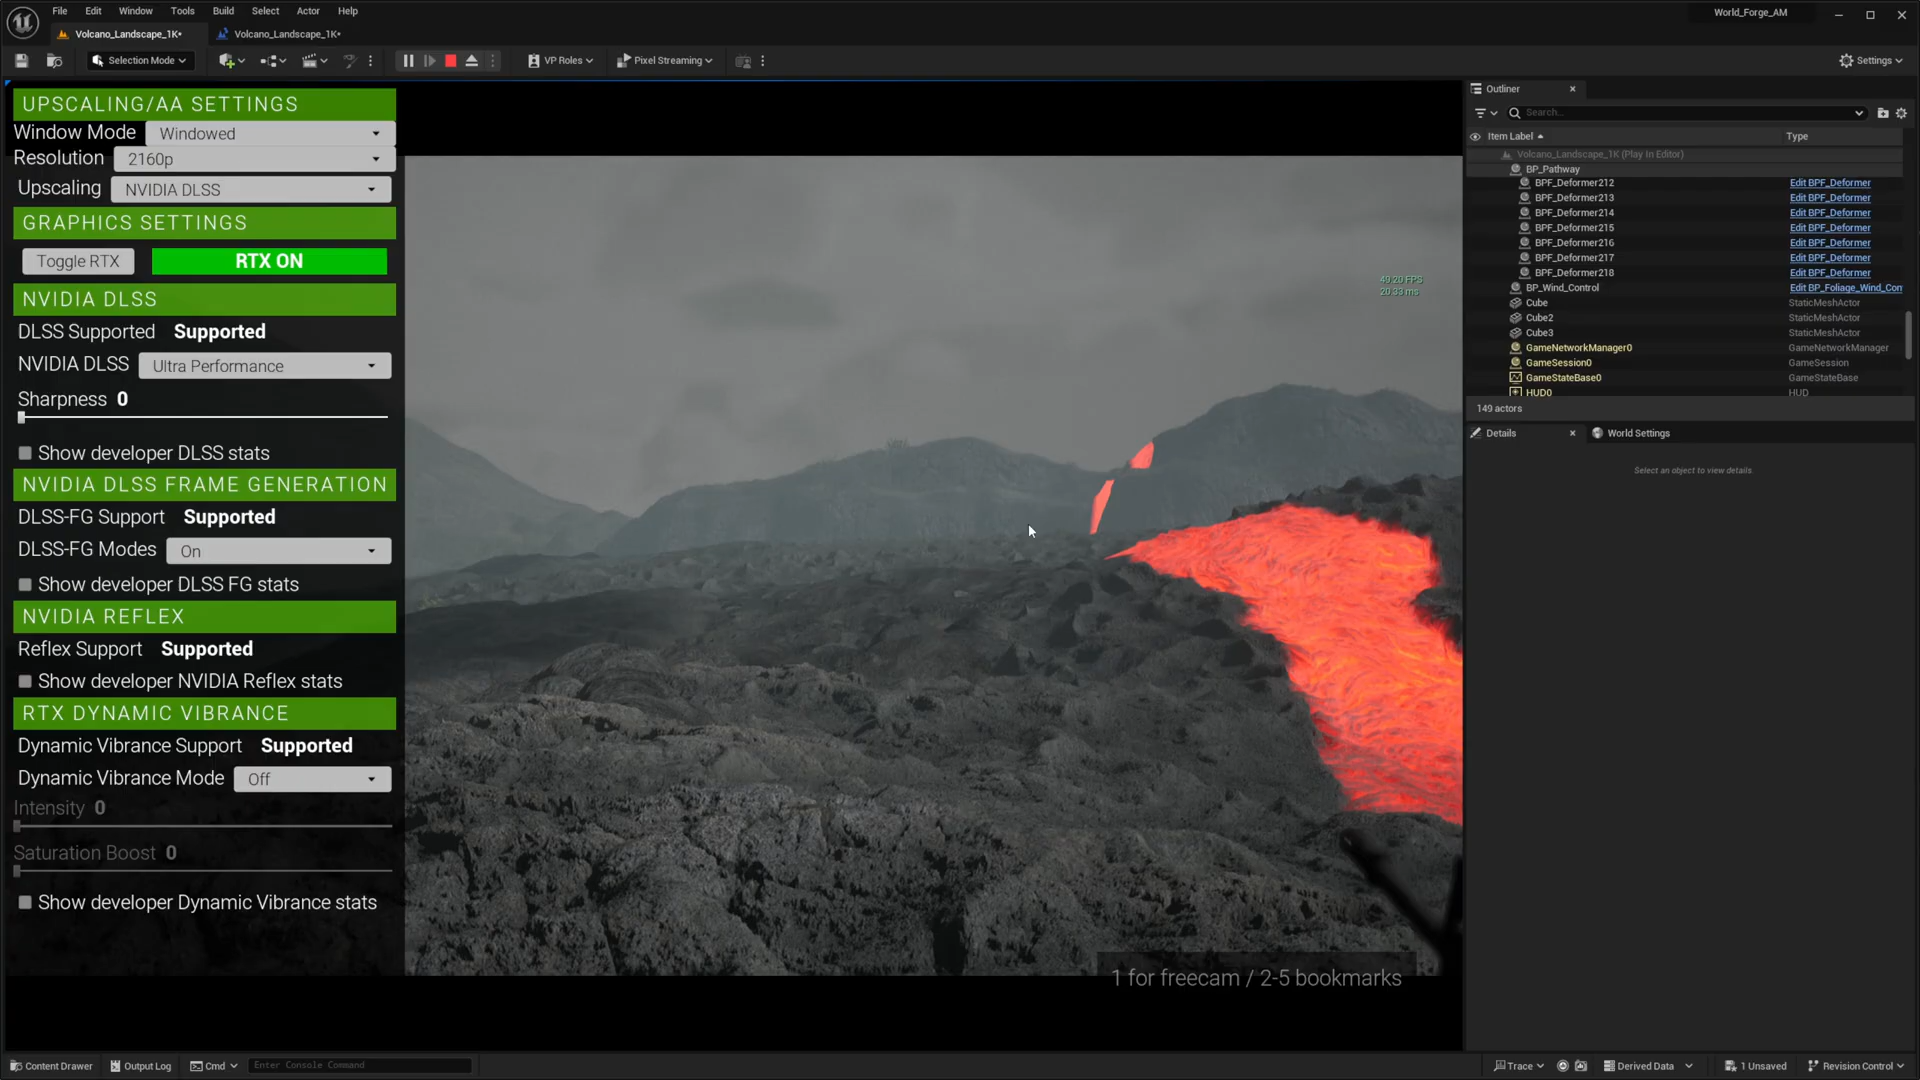 File Edit Window Tools Build Select Actor Help
World_Forge_AM
Volcano_Landscape_1K•
Volcano_Landscape_1K•
Selection Mode
VP Roles
Pixel Streaming
Settings
UPSCALING/AA SETTINGS
Window Mode Windowed
Resolution 2160p
Upscaling NVIDIA DLSS
GRAPHICS SETTINGS
Toggle RTX RTX ON
NVIDIA DLSS
DLSS Supported Supported
NVIDIA DLSS Ultra Performance
Sharpness 0
Show developer DLSS stats
NVIDIA DLSS FRAME GENERATION
DLSS-FG Support Supported
DLSS-FG Modes On
Show developer DLSS FG stats
NVIDIA REFLEX
Reflex Support Supported
Show developer NVIDIA Reflex stats
RTX DYNAMIC VIBRANCE
Dynamic Vibrance Support Supported
Dynamic Vibrance Mode Off
Intensity 0
Saturation Boost 0
Show developer Dynamic Vibrance stats
20.33 ms
1 for freecam / 2-5 bookmarks
Outliner
Search...
Item Label Type
Volcano_Landscape_1K (Play In Editor)
BP_Pathway
BPF_Deformer212 Edit BPF_Deformer
BPF_Deformer213 Edit BPF_Deformer
BPF_Deformer214 Edit BPF_Deformer
BPF_Deformer215 Edit BPF_Deformer
BPF_Deformer216 Edit BPF_Deformer
BPF_Deformer217 Edit BPF_Deformer
BPF_Deformer218 Edit BPF_Deformer
BP_Wind_Control Edit BP_Foliage_Wind_Con
Cube StaticMeshActor
Cube2 StaticMeshActor
Cube3 StaticMeshActor
GameNetworkManager0 GameNetworkManager
GameSession0 GameSession
GameStateBase0 GameStateBase
HUD0 HUD
149 actors
Details
World Settings
Select an object to view details.
Content Drawer
Output Log
Cmd
Enter Console Command
Trace
Derived Data
1 Unsaved
Revision Control